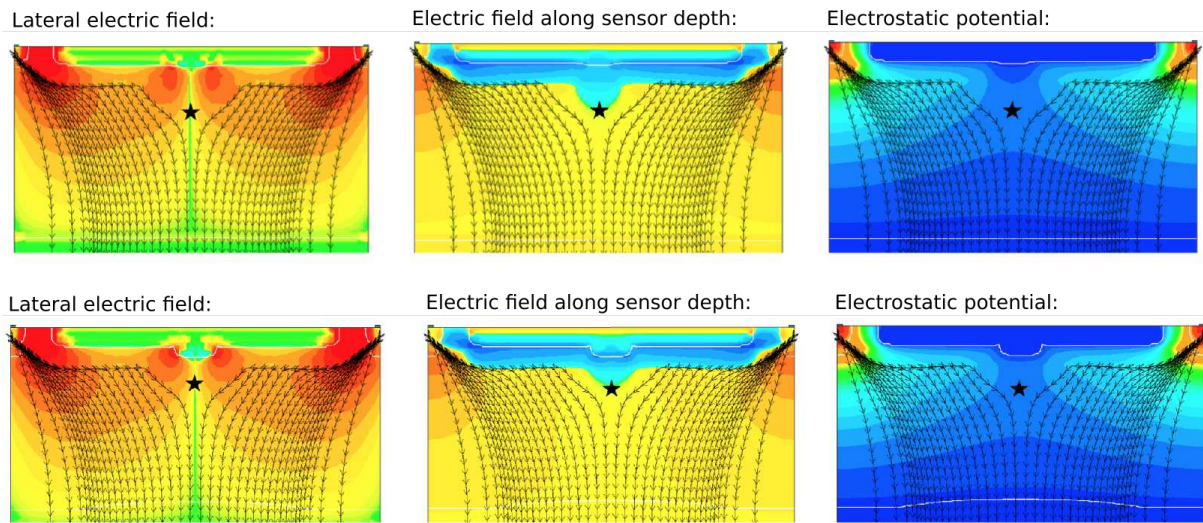 Lateral electric field:
Electric field along sensor depth:
Electrostatic potential:
Lateral electric field:
Electric field along sensor depth:
Electrostatic potential: